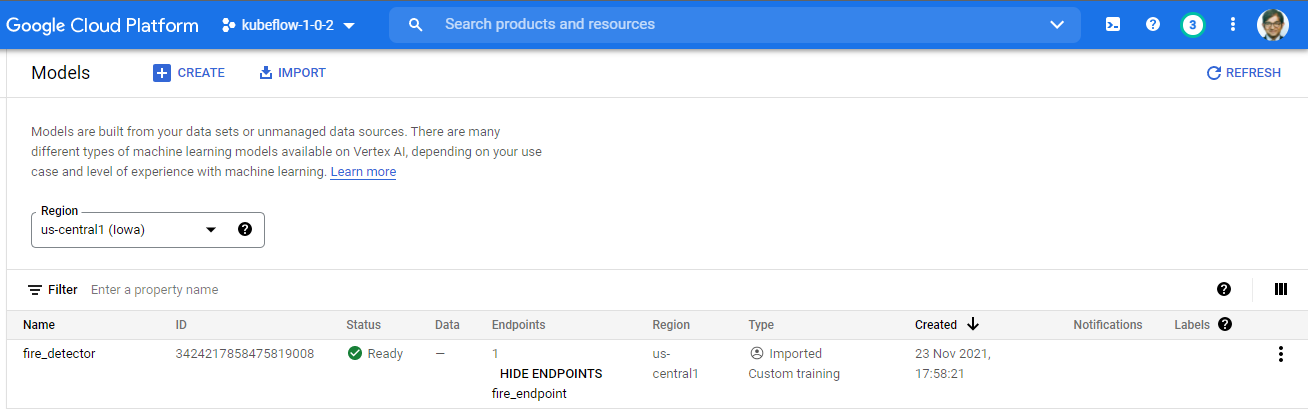 Google Cloud Platform kubeflow-1-0-2 Search products and resources 3
Models CREATE IMPORT REFRESH
Models are built from your data sets or unmanaged data sources. There are many
different types of machine learning models available on Vertex AI, depending on your use
case and level of experience with machine learning. Learn more
Region
us-central1 (Iowa)
Filter Enter a property name
Name ID Status Data Endpoints Region Type Created Notifications Labels
fire_detector 3424217858475819008 Ready — 1 us- Imported 23 Nov 2021,
HIDE ENDPOINTS central1 Custom training 17:58:21
fire_endpoint